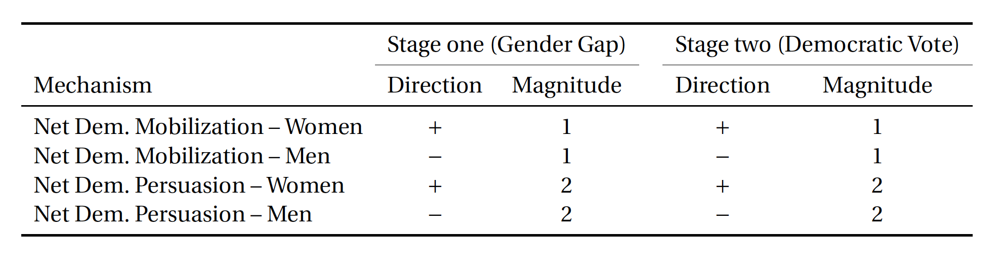 Stage one (Gender Gap) Stage two (Democratic Vote)
Mechanism Direction Magnitude Direction Magnitude
Net Dem. Mobilization – Women + 1 + 1
Net Dem. Mobilization – Men − 1 − 1
Net Dem. Persuasion – Women + 2 + 2
Net Dem. Persuasion – Men − 2 − 2